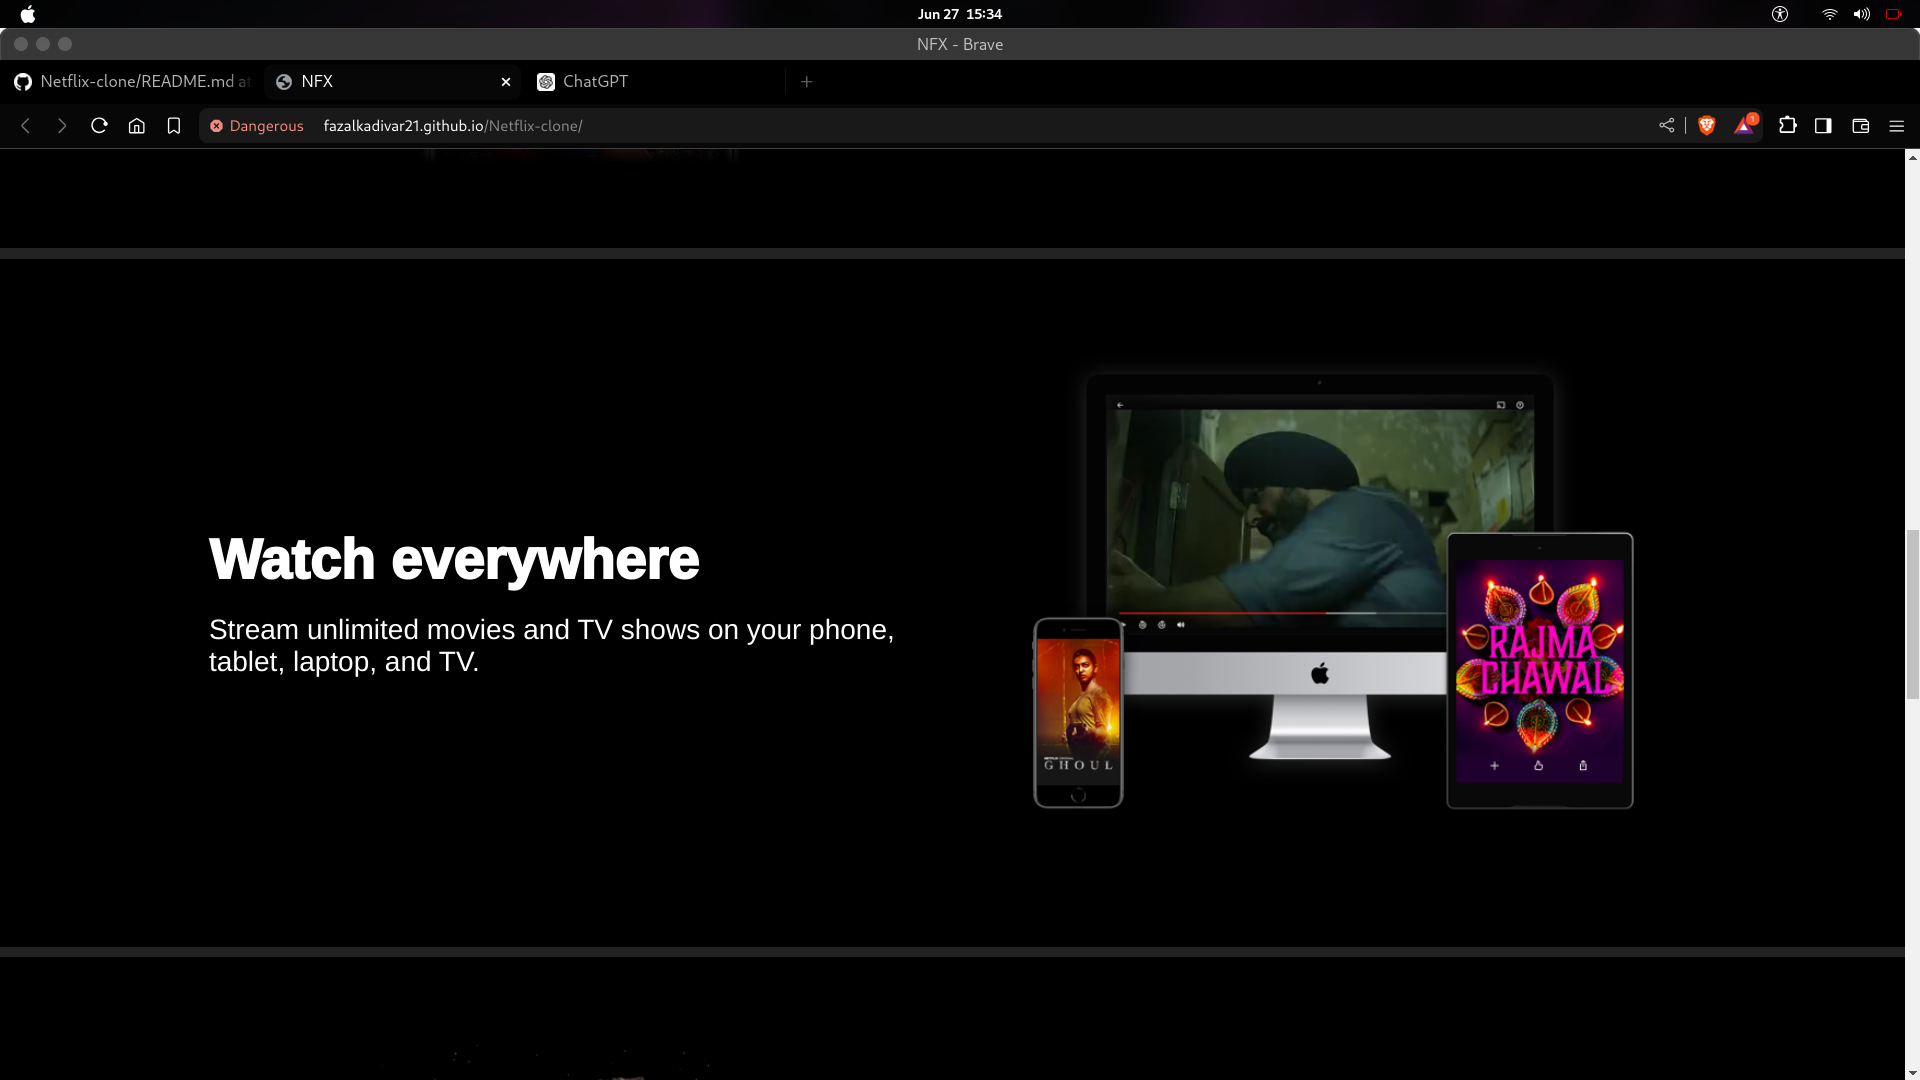 Jun 27 15:34
NFX - Brave
Netflix-clone/README.md at
NFX
ChatGPT
Dangerous
fazalkadivar21.github.io/Netflix-clone/
1
Watch everywhere
Stream unlimited movies and TV shows on your phone,
tablet, laptop, and TV.
RAJMA
CHAWAL
GHOUL